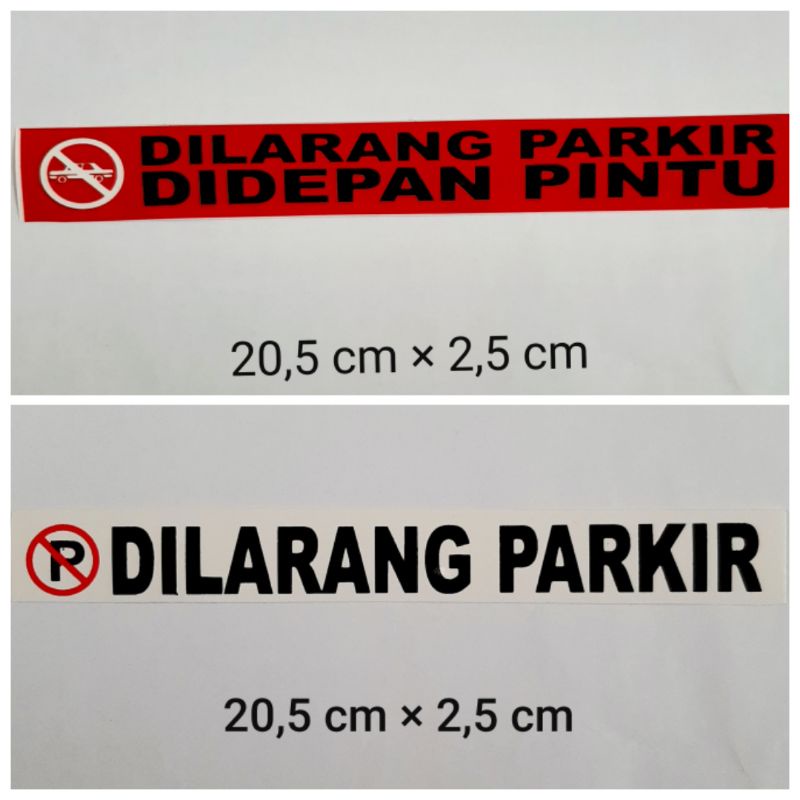 DILARANG PARKIR
DIDEPAN PINTU
20,5 cm × 2,5 cm
P DILARANG PARKIR
20,5 cm × 2,5 cm